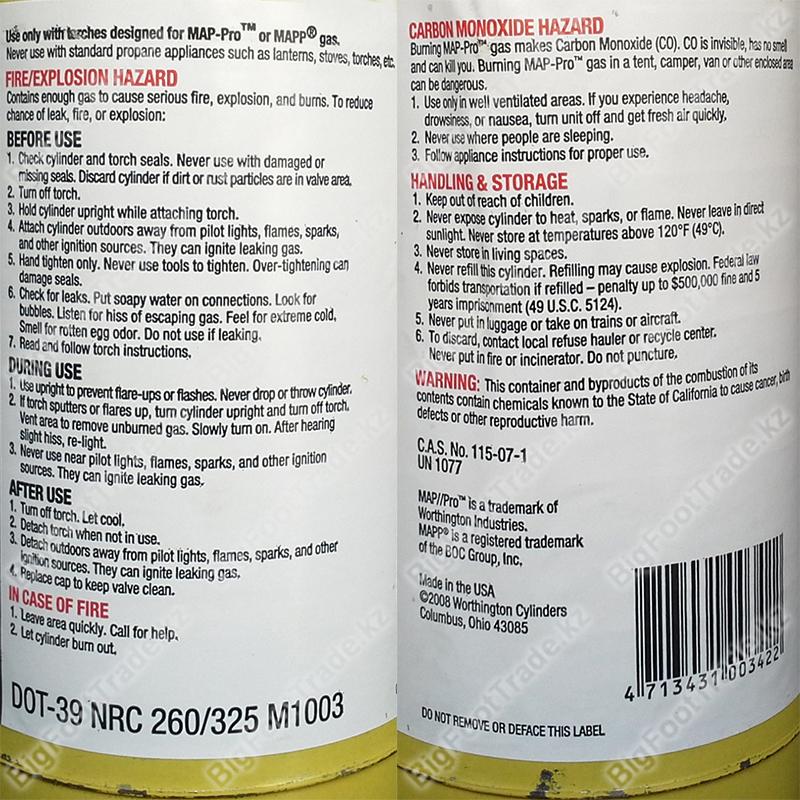 Use only with torches designed for MAP-Pro™ or MAPP® gas.
Never use with standard propane appliances such as lanterns, stoves, torches, etc.
FIRE/EXPLOSION HAZARD
Contains enough gas to cause serious fire, explosion, and burns. To reduce
chance of leak, fire, or explosion:
BEFORE USE
1. Check cylinder and torch seals. Never use with damaged or
missing seals. Discard cylinder if dirt or rust particles are in valve area.
2. Turn off torch.
3. Hold cylinder upright while attaching torch.
4. Attach cylinder outdoors away from pilot lights, flames, sparks,
and other ignition sources. They can ignite leaking gas.
5. Hand tighten only. Never use tools to tighten. Over-tightening can
damage seals.
6. Check for leaks. Put soapy water on connections. Look for
bubbles. Listen for hiss of escaping gas. Feel for extreme cold.
Smell for rotten egg odor. Do not use if leaking.
7. Read and follow torch instructions.
DURING USE
1. Use upright to prevent flare-ups or flashes. Never drop or throw cylinder.
2. If torch sputters or flares up, turn cylinder upright and turn off torch.
Vent area to remove unburned gas. Slowly turn on. After hearing
slight hiss, re-light.
3. Never use near pilot lights, flames, sparks, and other ignition
sources. They can ignite leaking gas.
AFTER USE
1. Turn off torch. Let cool.
2. Detach torch when not in use.
3. Detach outdoors away from pilot lights, flames, sparks, and other
ignition sources. They can ignite leaking gas.
4. Replace cap to keep valve clean.
IN CASE OF FIRE
1. Leave area quickly. Call for help.
2. Let cylinder burn out.
DOT-39 NRC 260/325 M1003
CARBON MONOXIDE HAZARD
Burning MAP-Pro™ gas makes Carbon Monoxide (CO). CO is invisible, has no smell
and can kill you. Burning MAP-Pro™ gas in a tent, camper, van or other enclosed area
can be dangerous.
1. Use only in well ventilated areas. If you experience headache,
drowsiness, or nausea, turn unit off and get fresh air quickly.
2. Never use where people are sleeping.
3. Follow appliance instructions for proper use.
HANDLING & STORAGE
1. Keep out of reach of children.
2. Never expose cylinder to heat, sparks, or flame. Never leave in direct
sunlight. Never store at temperatures above 120°F (49°C).
3. Never store in living spaces.
4. Never refill this cylinder. Refilling may cause explosion. Federal law
forbids transportation if refilled – penalty up to $500,000 fine and 5
years imprisonment (49 U.S.C. 5124).
5. Never put in luggage or take on trains or aircraft.
6. To discard, contact local refuse hauler or recycle center.
Never put in fire or incinerator. Do not puncture.
WARNING: This container and byproducts of the combustion of its
contents contain chemicals known to the State of California to cause cancer, birth
defects or other reproductive harm.
C.A.S. No. 115-07-1
UN 1077
MAP//Pro™ is a trademark of
Worthington Industries.
MAPP® is a registered trademark
of the BOC Group, Inc.
Made in the USA
©2008 Worthington Cylinders
Columbus, Ohio 43085
4 713431 003422
DO NOT REMOVE OR DEFACE THIS LABEL
BigFootTrade.kz